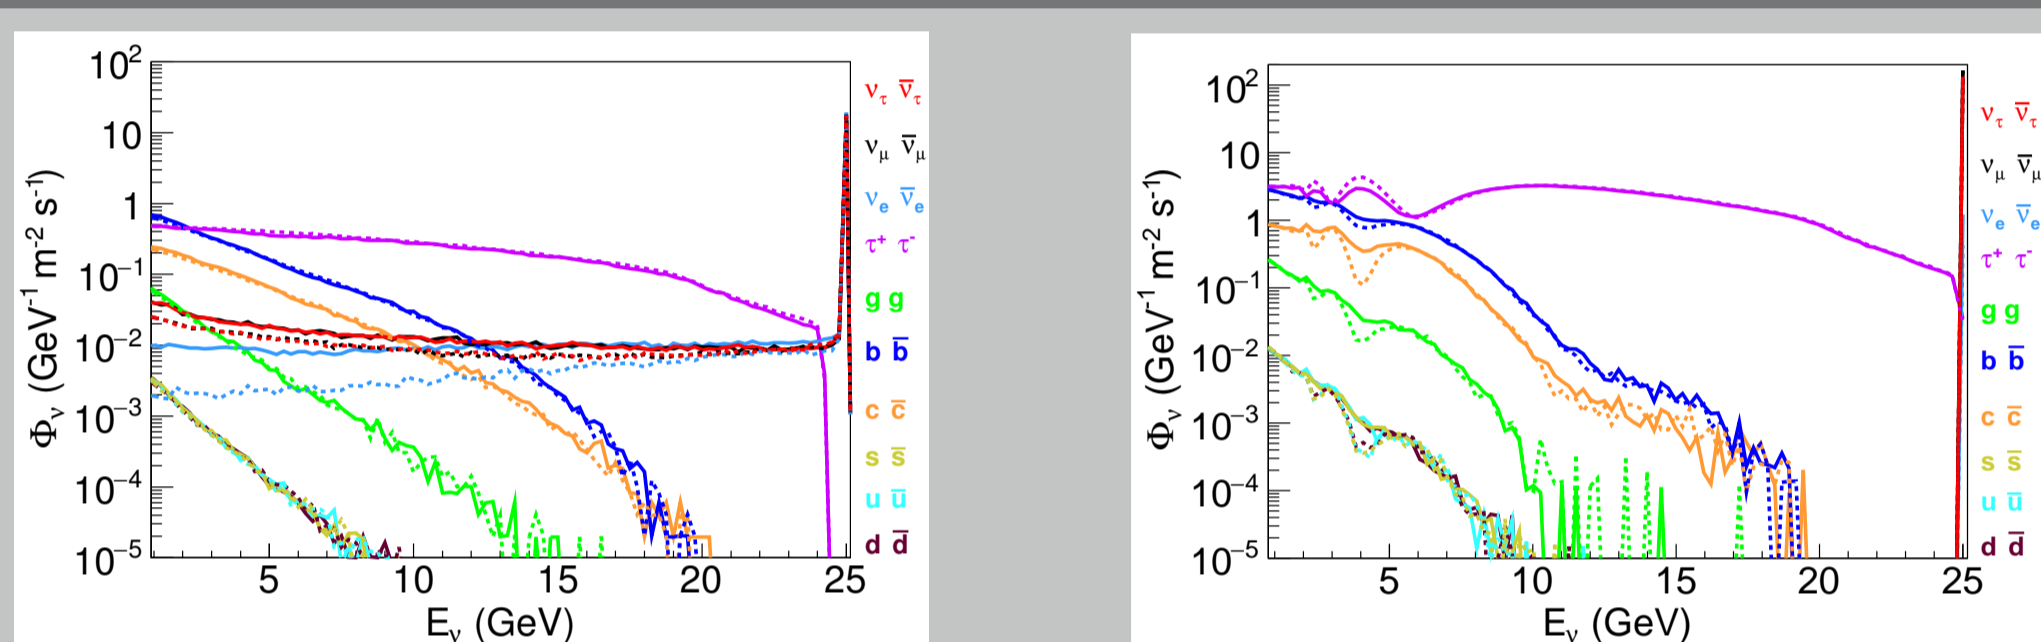 Φν (GeV⁻¹ m⁻² s⁻¹)
10²
10
1
10⁻¹
10⁻²
10⁻³
10⁻⁴
10⁻⁵
5 10 15 20 25
Eν (GeV)
ντ ν̅τ
νμ ν̅μ
νe ν̅e
τ⁺ τ⁻
g g
b b̅
c c̅
s s̅
u u̅
d d̅
Φν (GeV⁻¹ m⁻² s⁻¹)
10²
10
1
10⁻¹
10⁻²
10⁻³
10⁻⁴
10⁻⁵
5 10 15 20 25
Eν (GeV)
ντ ν̅τ
νμ ν̅μ
νe ν̅e
τ⁺ τ⁻
g g
b b̅
c c̅
s s̅
u u̅
d d̅